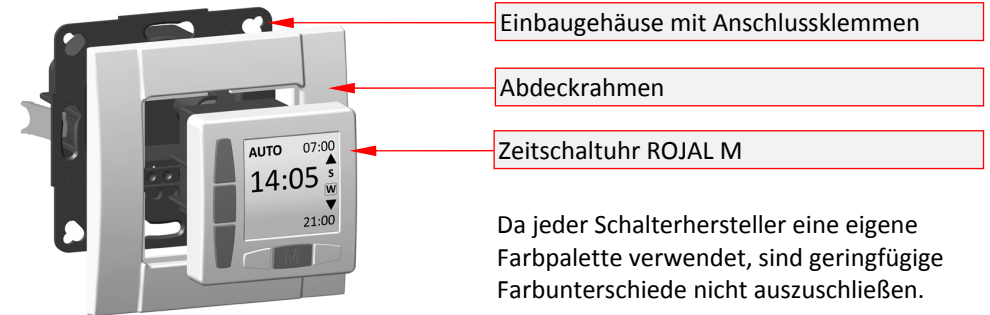 Einbaugehäuse mit Anschlussklemmen
Abdeckrahmen
Zeitschaltuhr ROJAL M
AUTO 07:00
14:05 S
W
21:00
M
Da jeder Schalterhersteller eine eigene
Farbpalette verwendet, sind geringfügige
Farbunterschiede nicht auszuschließen.